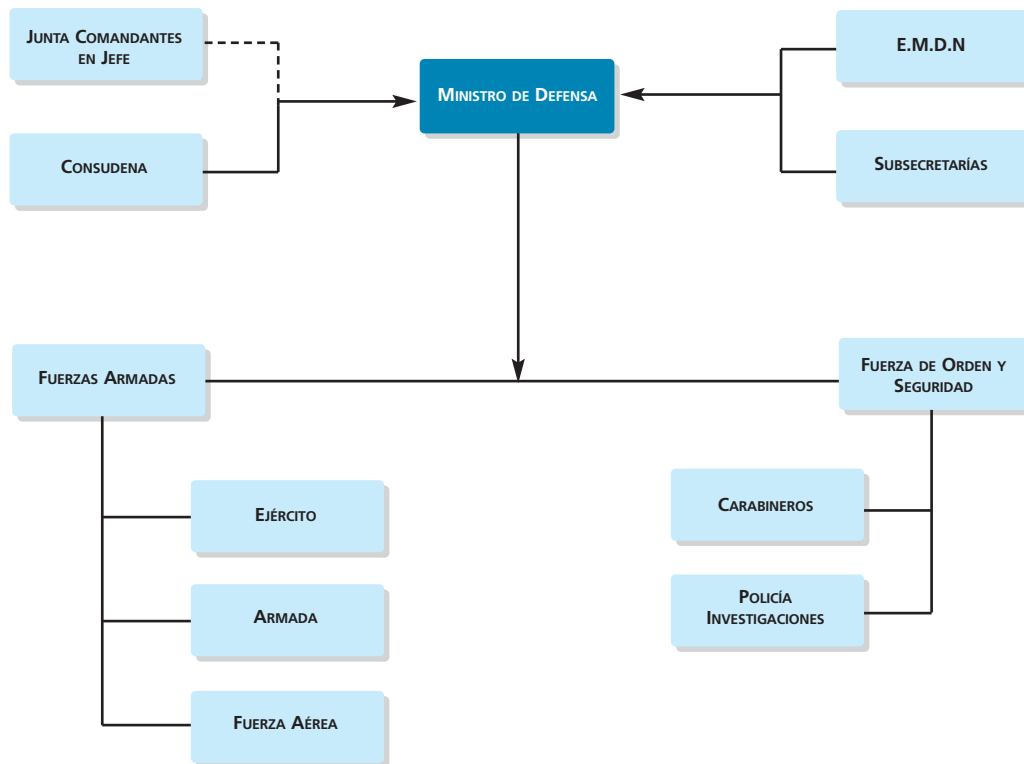 Junta Comandantes
en Jefe
E.M.D.N
Ministro de Defensa
Consudena
Subsecretarías
Fuerzas Armadas
Fuerza de Orden y
Seguridad
Ejército
Carabineros
Armada
Policía
Investigaciones
Fuerza Aérea